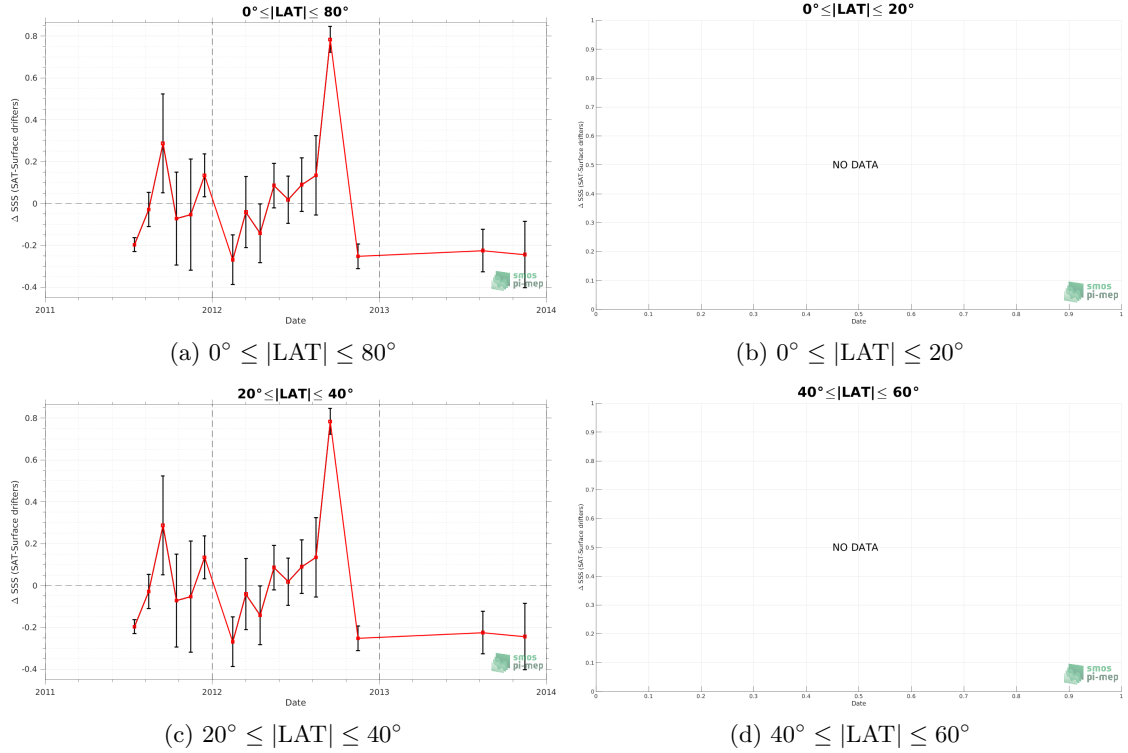 0°≤|LAT|≤ 80°
0.8
0.6
0.4
0.2
0
-0.2
-0.4
Δ SSS (SAT-Surface drifters)
smos
pi-mep
2011
2012
2013
2014
Date
(a) 0° ≤ |LAT| ≤ 80°
0°≤|LAT|≤ 20°
1
0.9
0.8
0.7
0.6
0.5
0.4
0.3
0.2
0.1
0
Δ SSS (SAT-Surface drifters)
NO DATA
smos
pi-mep
0 0.1 0.2 0.3 0.4 0.5 0.6 0.7 0.8 0.9 1
Date
(b) 0° ≤ |LAT| ≤ 20°
20°≤|LAT|≤ 40°
0.8
0.6
0.4
0.2
0
-0.2
-0.4
Δ SSS (SAT-Surface drifters)
smos
pi-mep
2011
2012
2013
2014
Date
(c) 20° ≤ |LAT| ≤ 40°
40°≤|LAT|≤ 60°
1
0.9
0.8
0.7
0.6
0.5
0.4
0.3
0.2
0.1
0
Δ SSS (SAT-Surface drifters)
NO DATA
smos
pi-mep
0 0.1 0.2 0.3 0.4 0.5 0.6 0.7 0.8 0.9 1
Date
(d) 40° ≤ |LAT| ≤ 60°